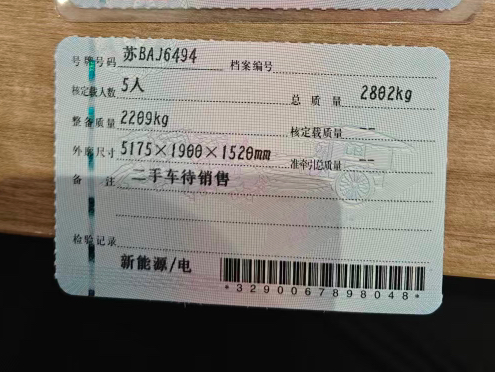 号牌号码 苏BAJ6494 档案编号
核定载人数 5人 总质量 2802kg
整备质量 2209kg 核定载质量 --
外廓尺寸 5175×1900×1520mm 准牵引总质量 --
备注 二手车待销售
检验记录
新能源/电
*3290067898048*